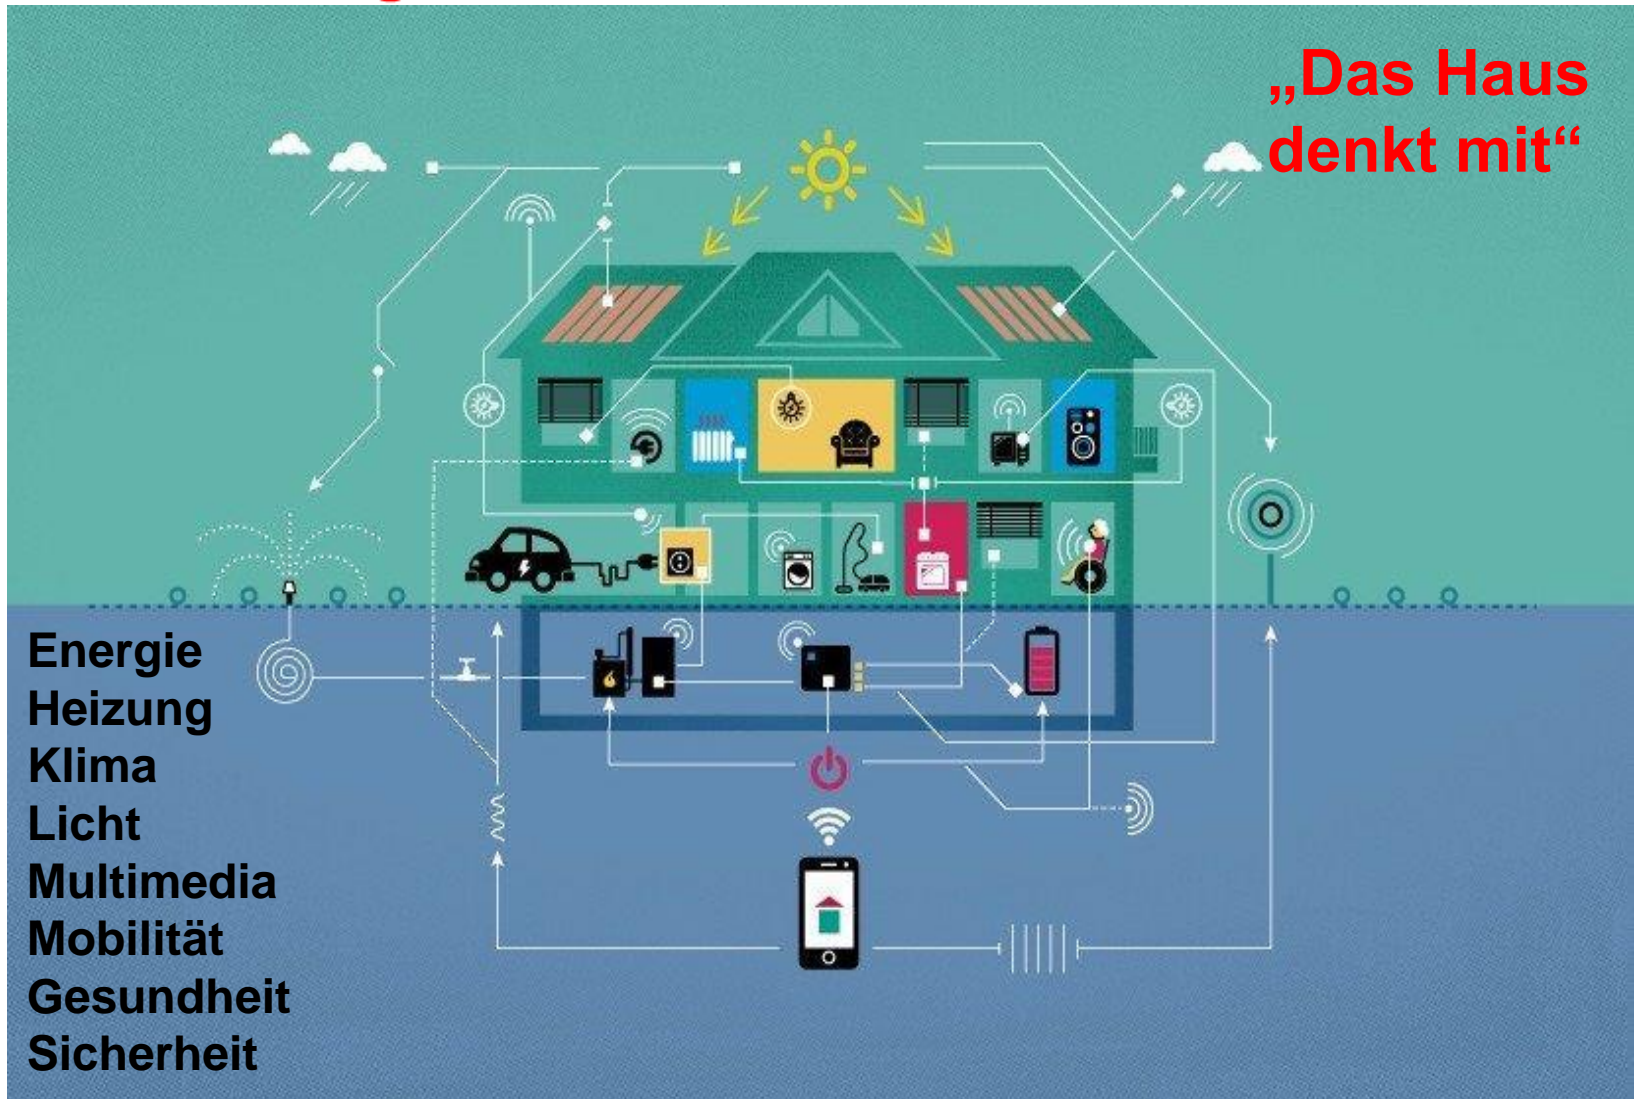 „Das Haus
denkt mit“
Energie
Heizung
Klima
Licht
Multimedia
Mobilität
Gesundheit
Sicherheit